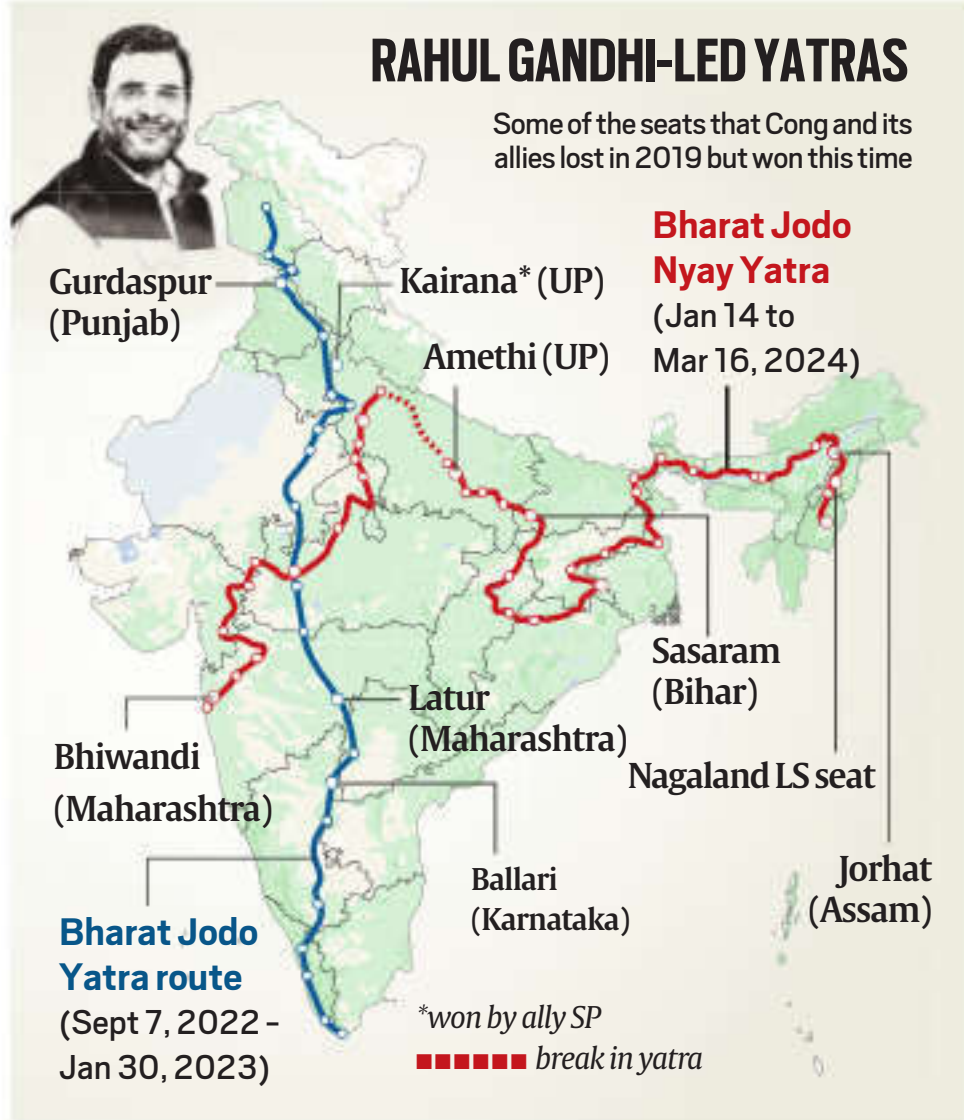 RAHUL GANDHI-LED YATRAS
Some of the seats that Cong and its
allies lost in 2019 but won this time
Bharat Jodo
Nyay Yatra
(Jan 14 to
Mar 16, 2024)
Gurdaspur
(Punjab)
Kairana* (UP)
Amethi (UP)
Sasaram
(Bihar)
Latur
(Maharashtra)
Bhiwandi
(Maharashtra)
Nagaland LS seat
Jorhat
(Assam)
Ballari
(Karnataka)
Bharat Jodo
Yatra route
(Sept 7, 2022 –
Jan 30, 2023)
*won by ally SP
break in yatra